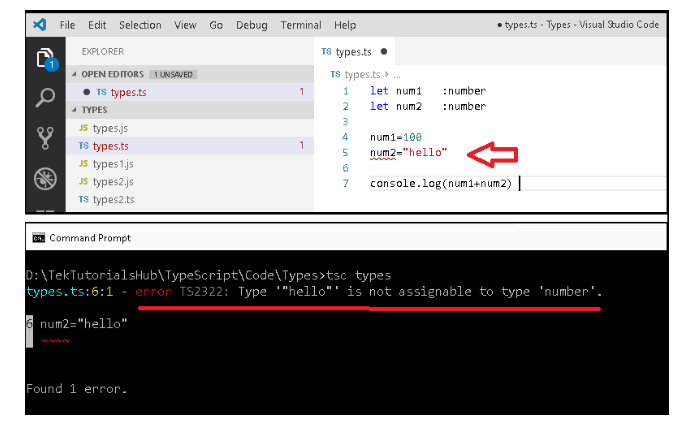 File Edit Selection View Go Debug Terminal Help ● types.ts - Types - Visual Studio Code
EXPLORER
OPEN EDITORS 1 UNSAVED
● TS types.ts 1
TYPES
JS types.js
TS types.ts 1
JS types1.js
JS types2.js
TS types2.ts
1
TS types.ts ●
TS types.ts ▸ ...
1 let num1 :number
2 let num2 :number
3
4 num1=100
5 num2="hello"
6
7 console.log(num1+num2)
C:\. Command Prompt
D:\TekTutorialsHub\TypeScript\Code\Types>tsc types
types.ts:6:1 - error TS2322: Type '"hello"' is not assignable to type 'number'.
6 num2="hello"
~~~~
Found 1 error.